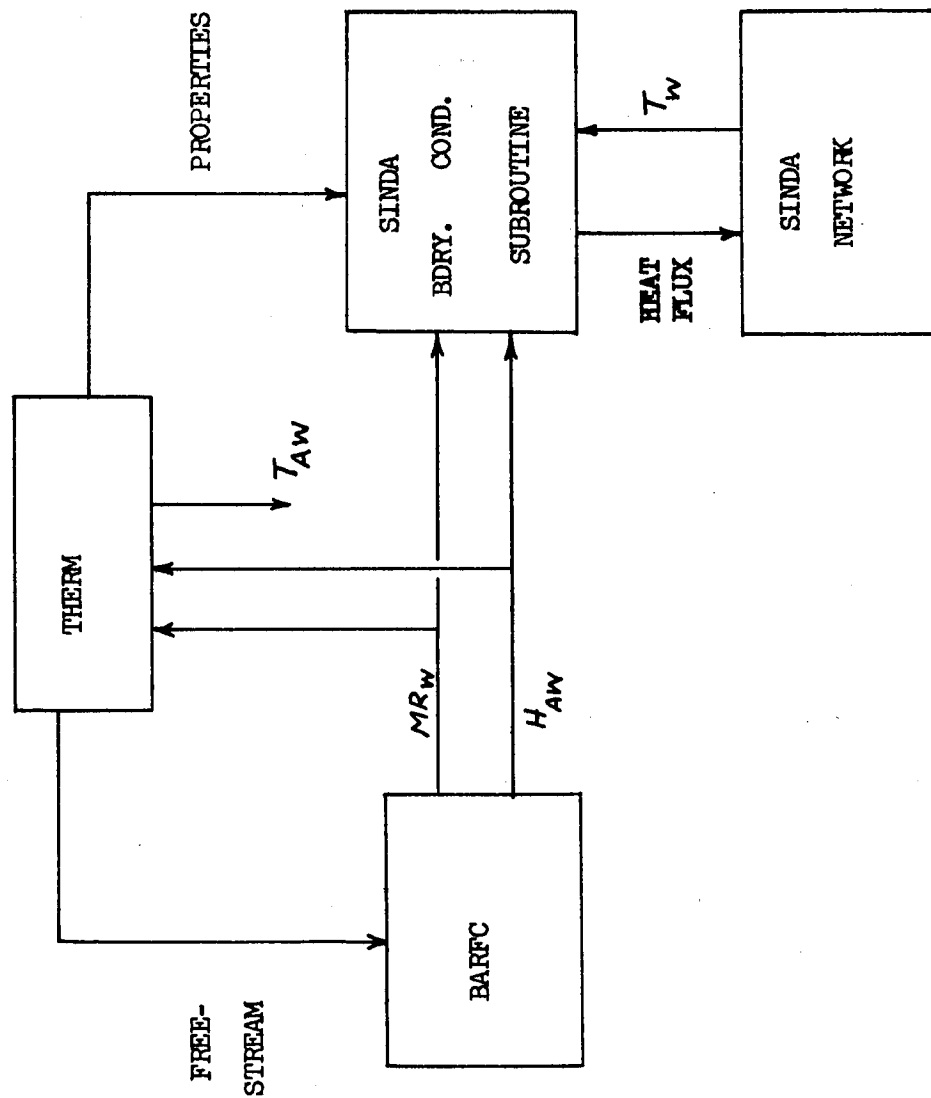 THERM
PROPERTIES
FREE-
STREAM
T_AW
SINDA
BDRY. COND.
SUBROUTINE
MR_W
H_AW
BARFC
HEAT
FLUX
T_W
SINDA
NETWORK